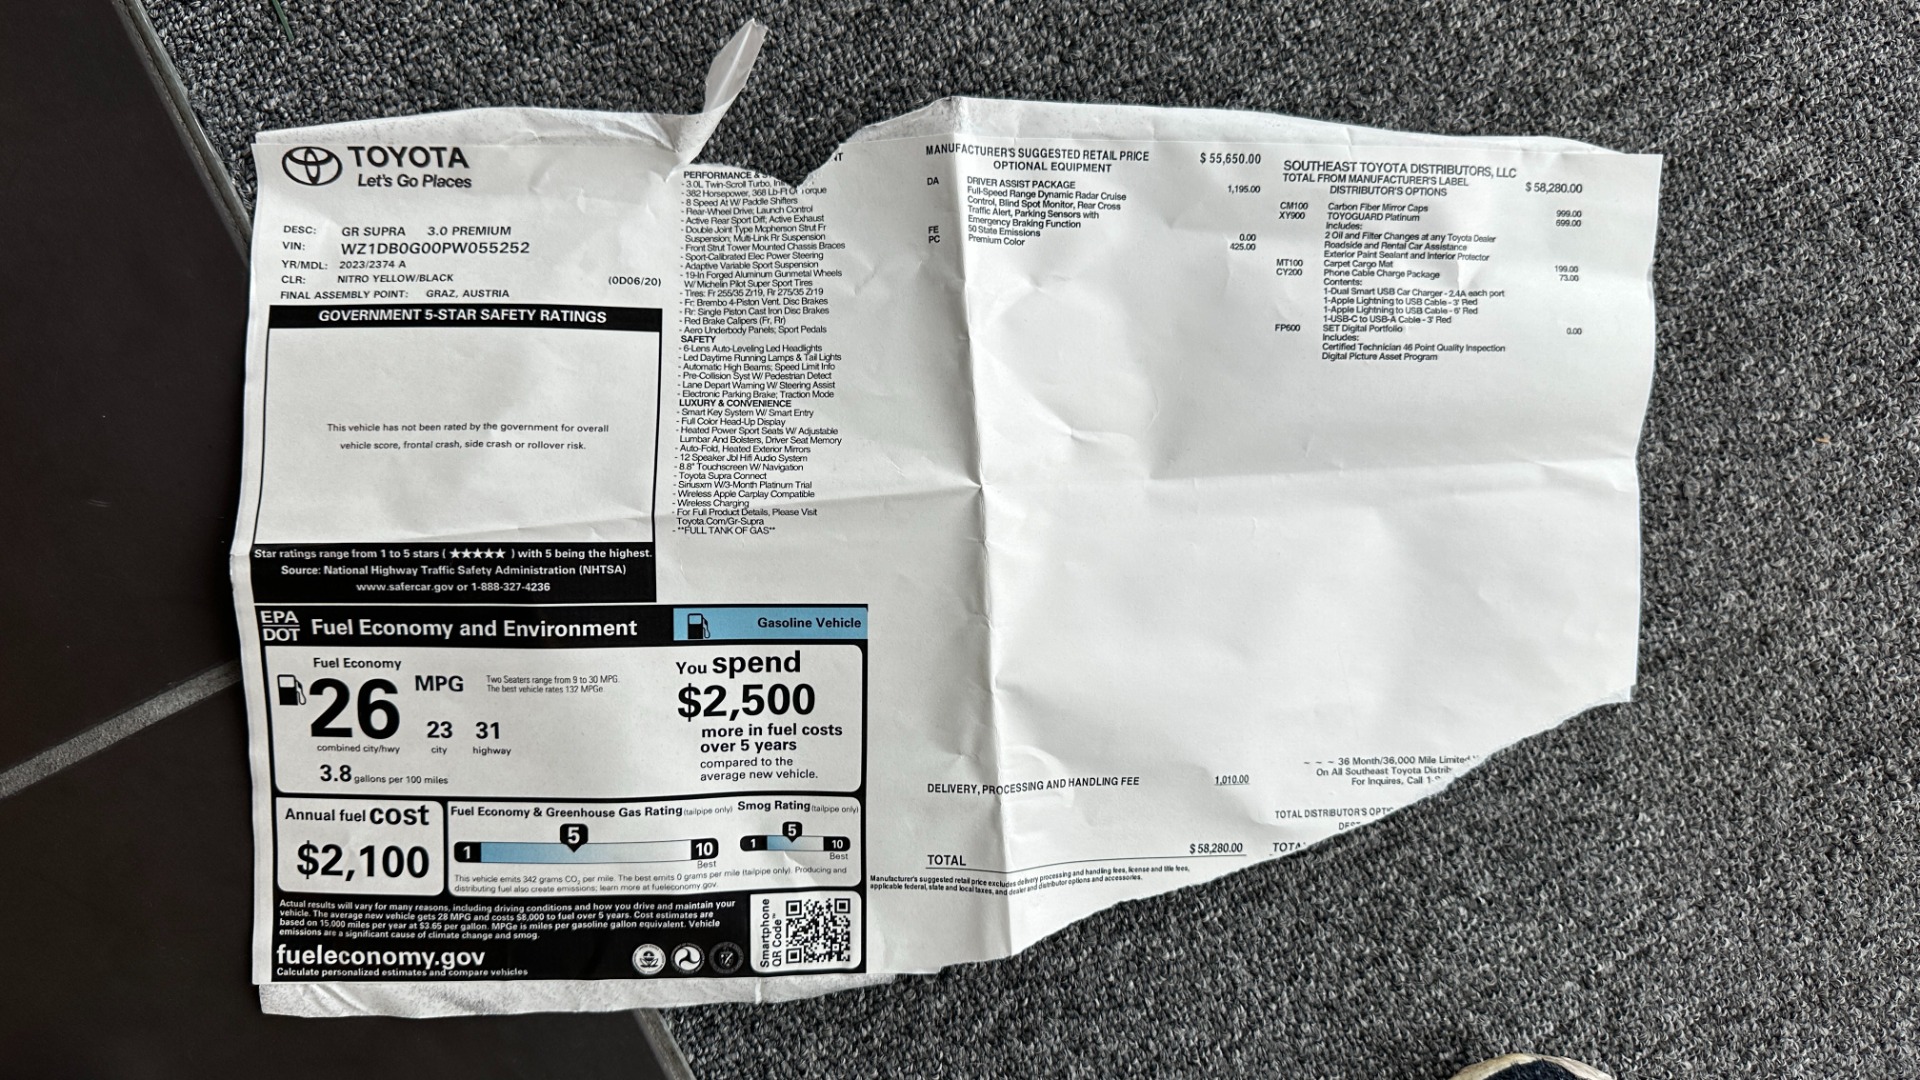 TOYOTA
Let's Go Places
DESC: GR SUPRA 3.0 PREMIUM
VIN: WZ1DB0G00PW055252
YR/MDL: 2023/2374 A
CLR: NITRO YELLOW/BLACK (0D06/20)
FINAL ASSEMBLY POINT: GRAZ, AUSTRIA
GOVERNMENT 5-STAR SAFETY RATINGS
This vehicle has not been rated by the government for overall
vehicle score, frontal crash, side crash or rollover risk.
Star ratings range from 1 to 5 stars ( ★★★★★ ) with 5 being the highest.
Source: National Highway Traffic Safety Administration (NHTSA)
www.safercar.gov or 1-888-327-4236
EPA
DOT
Fuel Economy and Environment
Gasoline Vehicle
Fuel Economy
26 MPG
combined city/hwy
23 city
31 highway
3.8 gallons per 100 miles
Two Seaters range from 9 to 30 MPG.
The best vehicle rates 132 MPGe
You spend
$2,500
more in fuel costs
over 5 years
compared to the
average new vehicle.
Annual fuel cost
$2,100
Fuel Economy & Greenhouse Gas Rating (tailpipe only)
1 5 10
Best
Smog Rating (tailpipe only)
1 5 10
Best
This vehicle emits 342 grams CO2 per mile. The best emits 0 grams per mile (tailpipe only). Producing and
distributing fuel also create emissions; learn more at fueleconomy.gov
Actual results will vary for many reasons, including driving conditions and how you drive and maintain your
vehicle. The average new vehicle gets 28 MPG and costs $8,000 to fuel over 5 years. Cost estimates are
based on 15,000 miles per year at $3.65 per gallon. MPGe is miles per gasoline gallon equivalent. Vehicle
emissions are a significant cause of climate change and smog.
fueleconomy.gov
Calculate personalized estimates and compare vehicles
Smartphone
QR Code™
PERFORMANCE &
- 3.0L Twin-Scroll Turbo,
- 382 Horsepower, 368 Lb-Ft Of Torque
- 8 Speed At W/ Paddle Shifters
- Rear-Wheel Drive; Launch Control
- Active Rear Sport Diff; Active Exhaust
- Double Joint Type Mcpherson Strut Fr
Suspension; Multi-Link Rr Suspension
- Front Strut Tower Mounted Chassis Braces
- Sport-Calibrated Elec Power Steering
- Adaptive Variable Sport Suspension
- 19-In Forged Aluminum Gunmetal Wheels
W/ Michelin Pilot Super Sport Tires
- Tires: Fr 255/35 Zr19, Rr 275/35 Zr19
- Fr: Brembo 4-Piston Vent. Disc Brakes
- Rr: Single Piston Cast Iron Disc Brakes
- Red Brake Calipers (Fr, Rr)
- Aero Underbody Panels; Sport Pedals
SAFETY
- 6-Lens Auto-Leveling Led Headlights
- Led Daytime Running Lamps & Tail Lights
- Automatic High Beams; Speed Limit Info
- Pre-Collision Syst W/ Pedestrian Detect
- Lane Depart Warning W/ Steering Assist
- Electronic Parking Brake; Traction Mode
LUXURY & CONVENIENCE
- Smart Key System W/ Smart Entry
- Full Color Head-Up Display
- Heated Power Sport Seats W/ Adjustable
Lumbar And Bolsters, Driver Seat Memory
- Auto-Fold, Heated Exterior Mirrors
- 12 Speaker Jbl Hifi Audio System
- 8.8" Touchscreen W/ Navigation
- Toyota Supra Connect
- Siriusxm W/3-Month Platinum Trial
- Wireless Apple Carplay Compatible
- Wireless Charging
- For Full Product Details, Please Visit
Toyota.Com/Gr-Supra
- **FULL TANK OF GAS**
MANUFACTURER'S SUGGESTED RETAIL PRICE $ 55,650.00
OPTIONAL EQUIPMENT
DA DRIVER ASSIST PACKAGE 1,195.00
Full-Speed Range Dynamic Radar Cruise
Control, Blind Spot Monitor, Rear Cross
Traffic Alert, Parking Sensors with
Emergency Braking Function
FE 50 State Emissions 0.00
PC Premium Color 425.00
DELIVERY, PROCESSING AND HANDLING FEE 1,010.00
TOTAL $ 58,280.00
Manufacturer's suggested retail price excludes delivery processing and handling fees, license and title fees,
applicable federal, state and local taxes, and dealer and distributor options and accessories.
SOUTHEAST TOYOTA DISTRIBUTORS, LLC
TOTAL FROM MANUFACTURER'S LABEL $ 58,280.00
DISTRIBUTOR'S OPTIONS
CM100 Carbon Fiber Mirror Caps 999.00
XY900 TOYOGUARD Platinum 699.00
Includes:
2 Oil and Filter Changes at any Toyota Dealer
Roadside and Rental Car Assistance
Exterior Paint Sealant and Interior Protector
MT100 Carpet Cargo Mat 199.00
CY200 Phone Cable Charge Package 73.00
Contents:
1-Dual Smart USB Car Charger - 2.4A each port
1-Apple Lightning to USB Cable - 3' Red
1-Apple Lightning to USB Cable - 6' Red
1-USB-C to USB-A Cable - 3' Red
FP600 SET Digital Portfolio 0.00
Includes:
Certified Technician 46 Point Quality Inspection
Digital Picture Asset Program
~ ~ ~ 36 Month/36,000 Mile Limited
On All Southeast Toyota Distrib
For Inquires, Call 1-
TOTAL DISTRIBUTOR'S OPT
TOTA